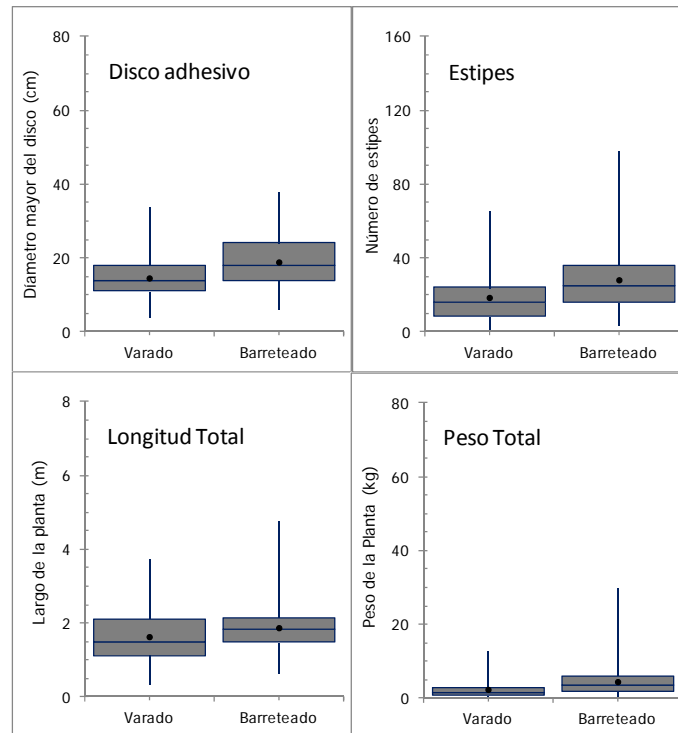 80
60
40
20
0
Díametro mayor del disco (cm)
Disco adhesivo
Varado Barreteado
160
120
80
40
0
Número de estipes
Estipes
Varado Barreteado
8
6
4
2
0
Largo de la planta (m)
Longitud Total
Varado Barreteado
80
60
40
20
0
Peso de la Planta (kg)
Peso Total
Varado Barreteado